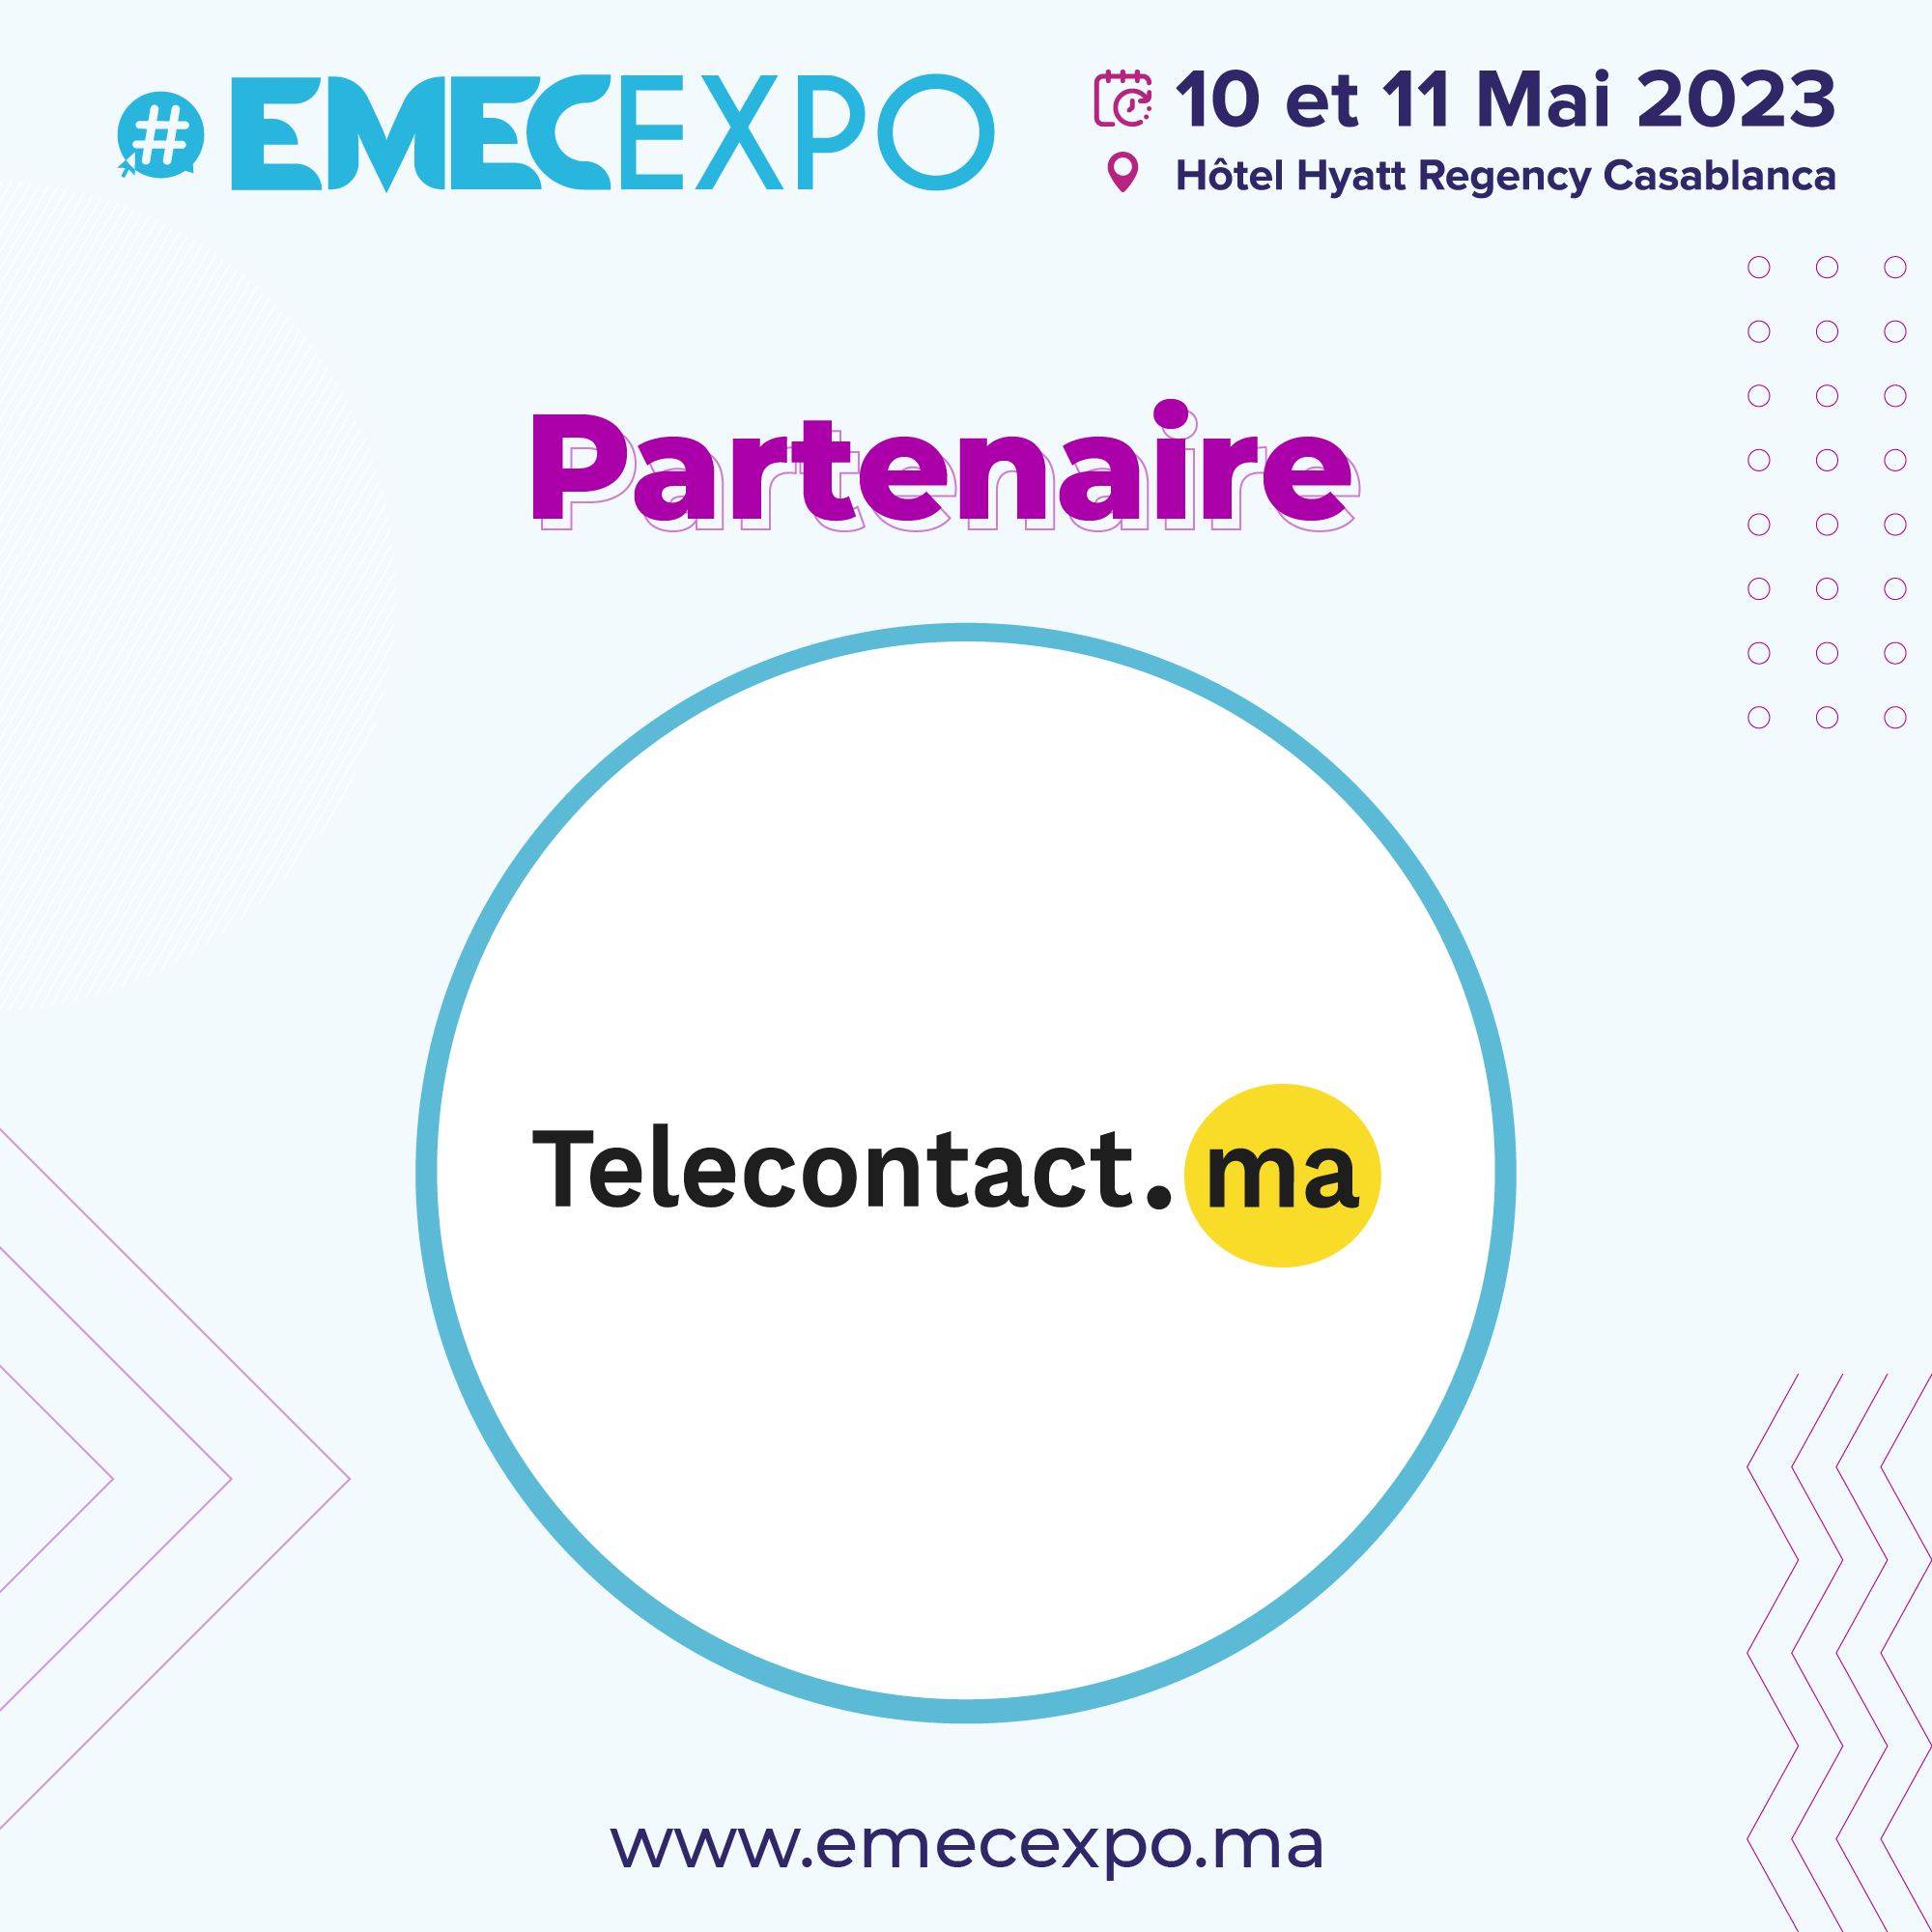 #EMECEXPO
10 et 11 Mai 2023
Hôtel Hyatt Regency Casablanca
Partenaire
Telecontact.ma
www.emecexpo.ma